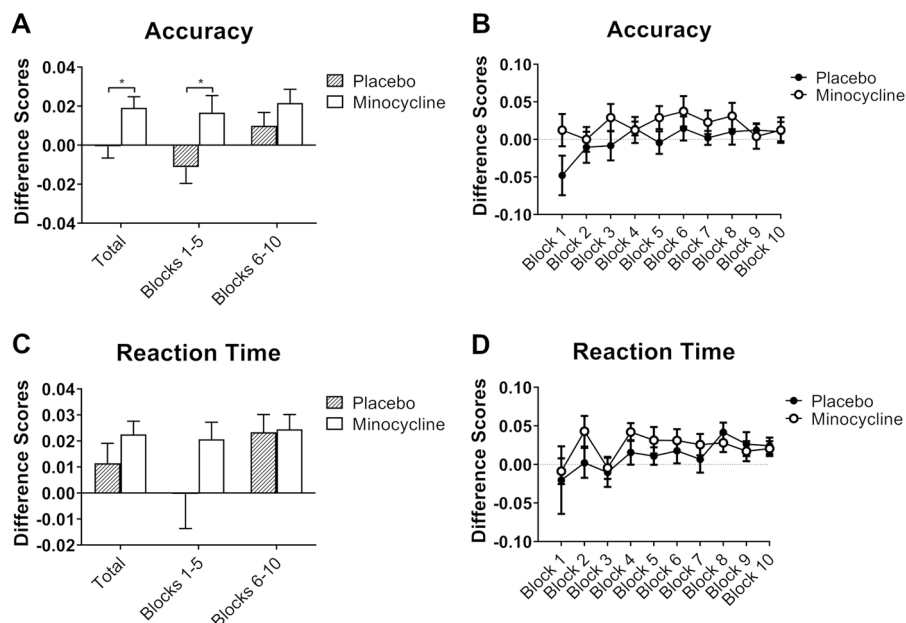 A
Accuracy
Difference Scores
0.04
0.02
0.00
-0.02
-0.04
*
*
Placebo
Minocycline
Total
Blocks 1-5
Blocks 6-10
B
Accuracy
Difference Scores
0.10
0.05
0.00
-0.05
-0.10
Placebo
Minocycline
Block 1
Block 2
Block 3
Block 4
Block 5
Block 6
Block 7
Block 8
Block 9
Block 10
C
Reaction Time
Difference Scores
0.04
0.03
0.02
0.01
0.00
-0.01
-0.02
Placebo
Minocycline
Total
Blocks 1-5
Blocks 6-10
D
Reaction Time
Difference Scores
0.10
0.05
0.00
-0.05
-0.10
Placebo
Minocycline
Block 1
Block 2
Block 3
Block 4
Block 5
Block 6
Block 7
Block 8
Block 9
Block 10